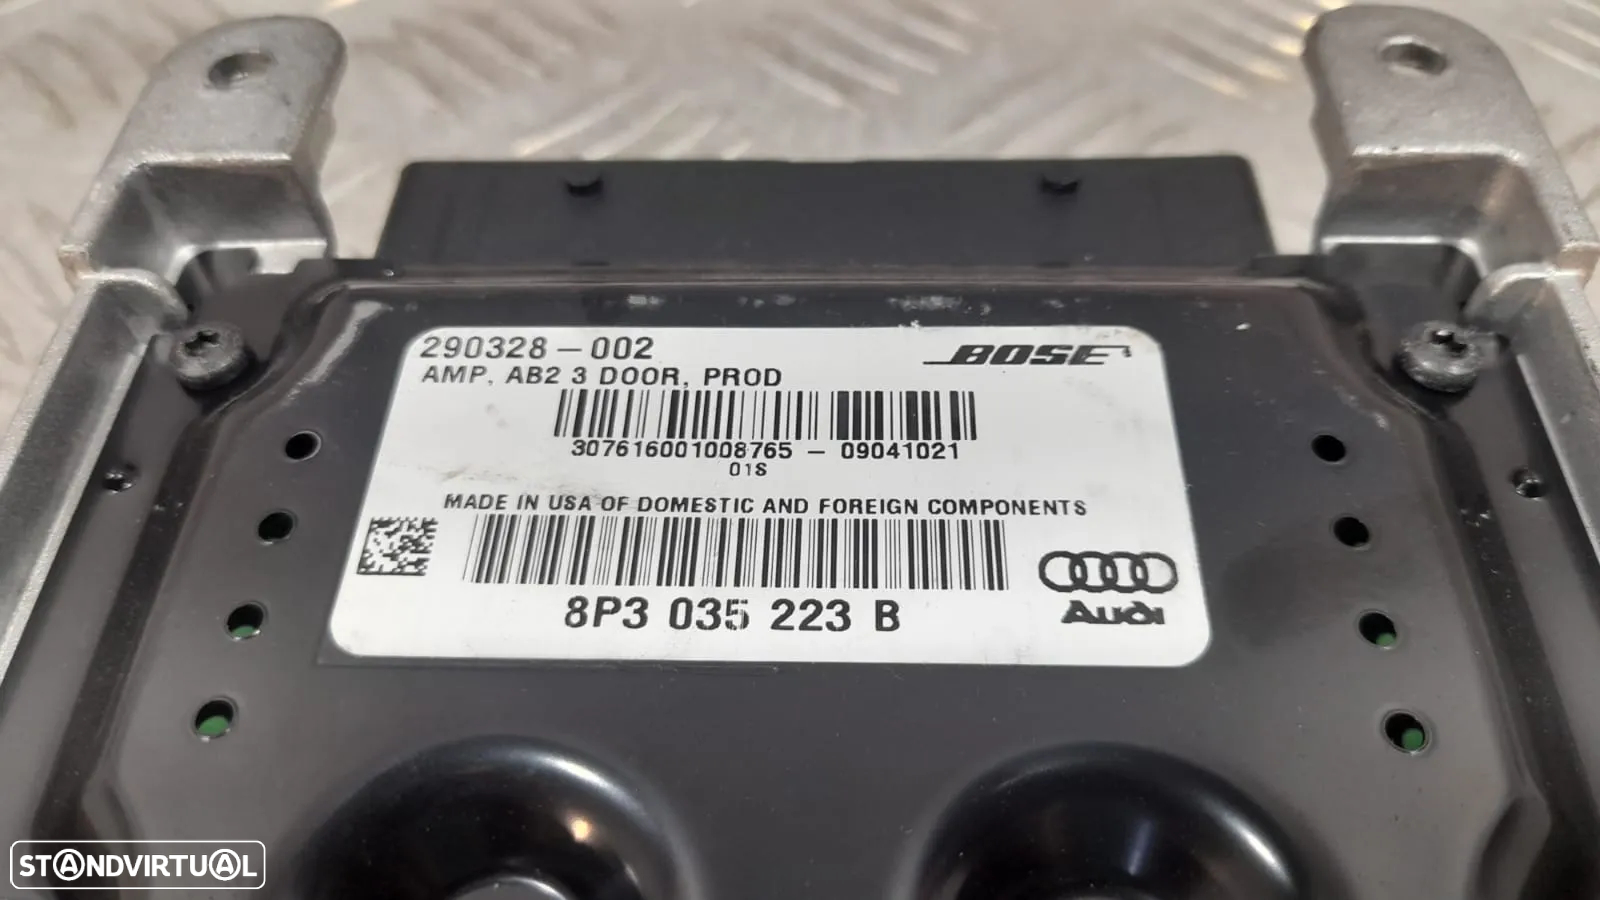 290328-002
BOSE
AMP, AB2 3 DOOR, PROD
307616001008765 - 09041021
01S
MADE IN USA OF DOMESTIC AND FOREIGN COMPONENTS
8P3 035 223 B
Audi
STANDVIRTUAL